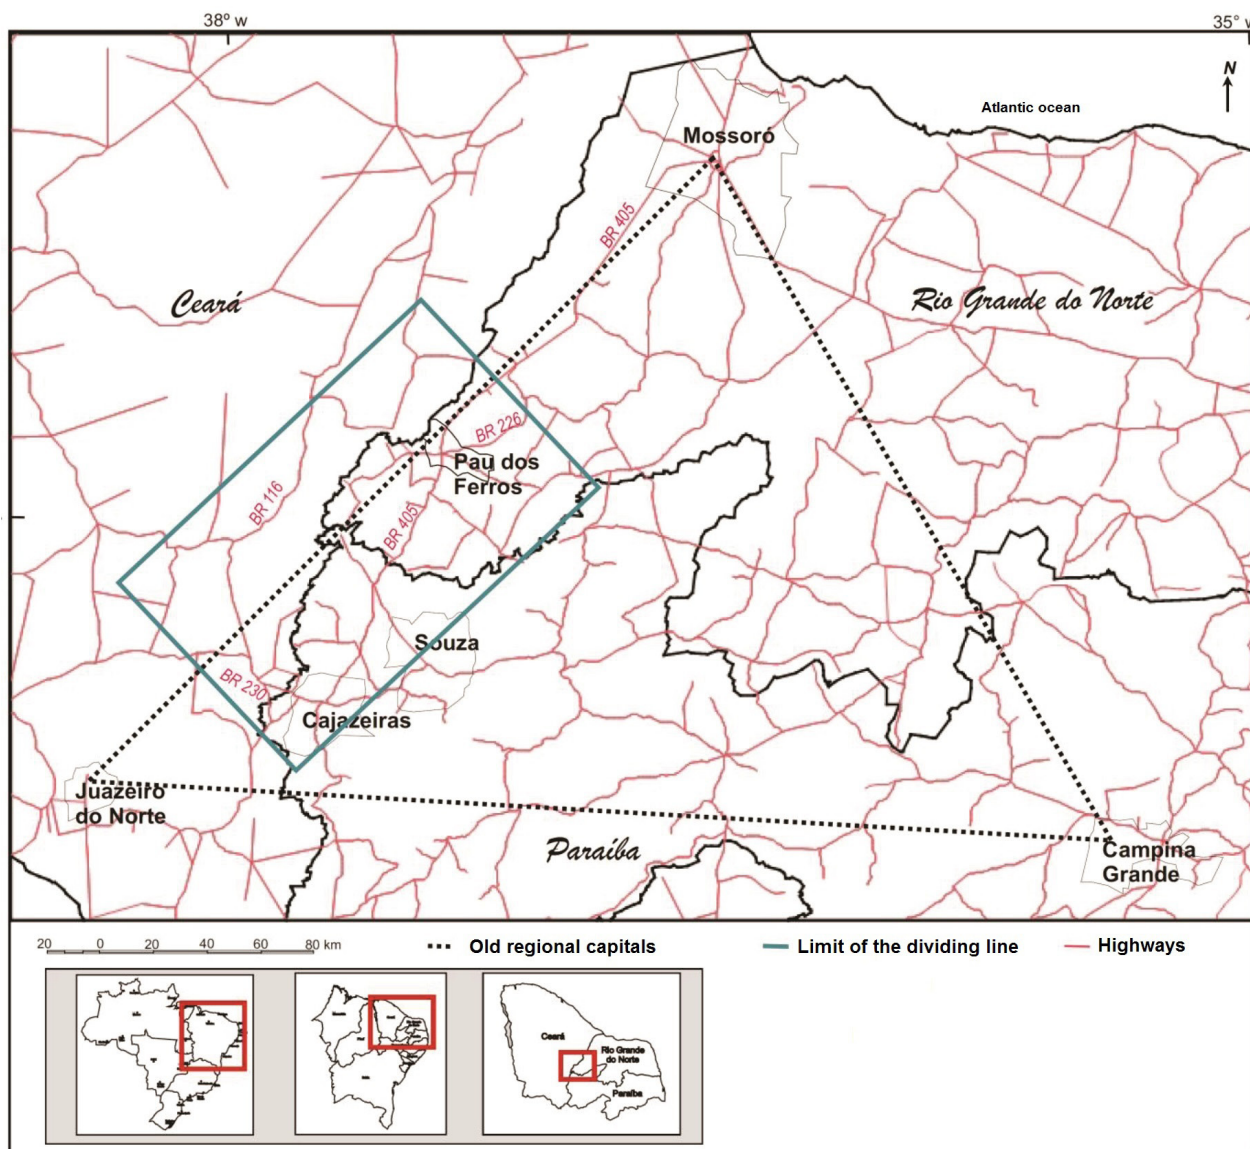 38º w
35° w
N
Atlantic ocean
Mossoró
BR 405
Ceará
Rio Grande do Norte
BR 226
Pau dos
Ferros
BR 116
BR 405
Souza
BR 230
Cajazeiras
Juazeiro
do Norte
Paraíba
Campina
Grande
20 0 20 40 60 80 km
Old regional capitals
Limit of the dividing line
Highways
Ceará
Rio Grande
do Norte
Paraíba